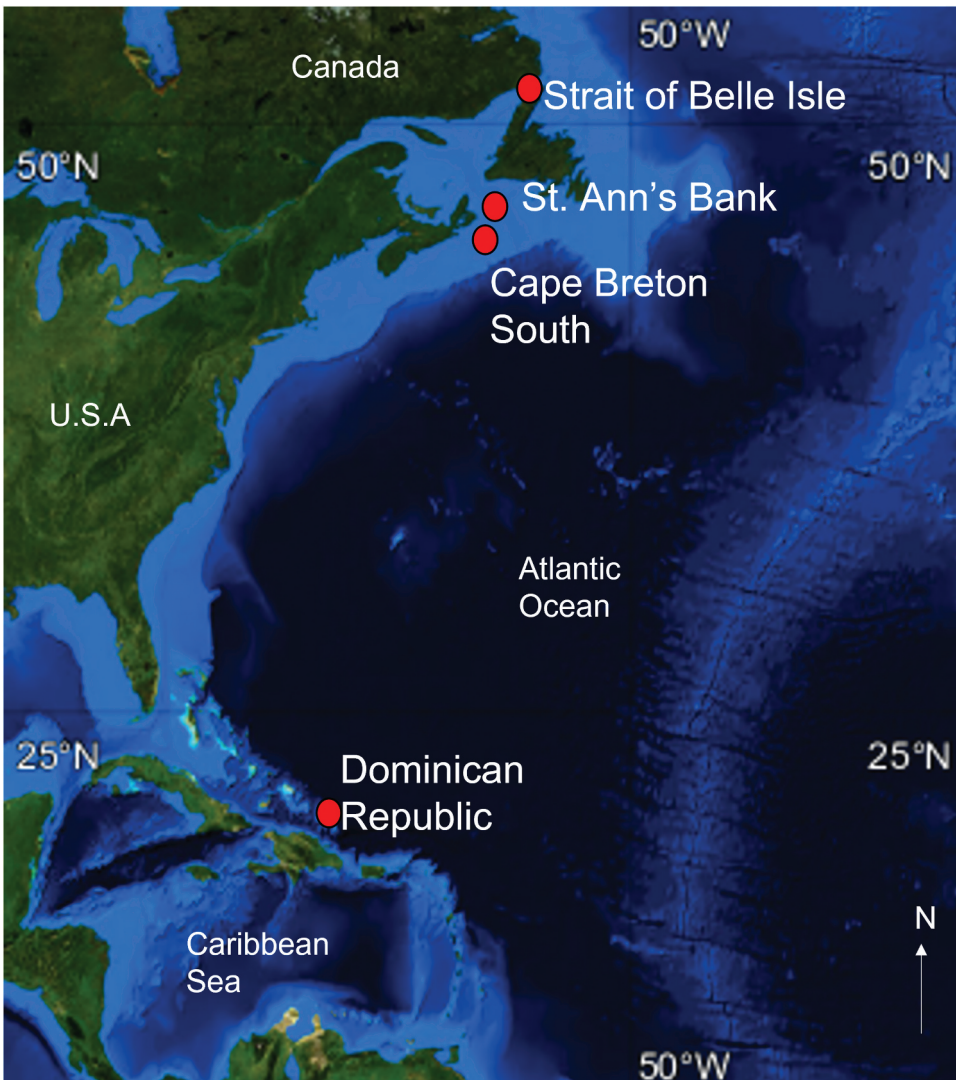 50°W
Canada
Strait of Belle Isle
50°N
50°N
St. Ann's Bank
Cape Breton
South
U.S.A
Atlantic
Ocean
25°N
25°N
Dominican
Republic
N
Caribbean
Sea
50°W